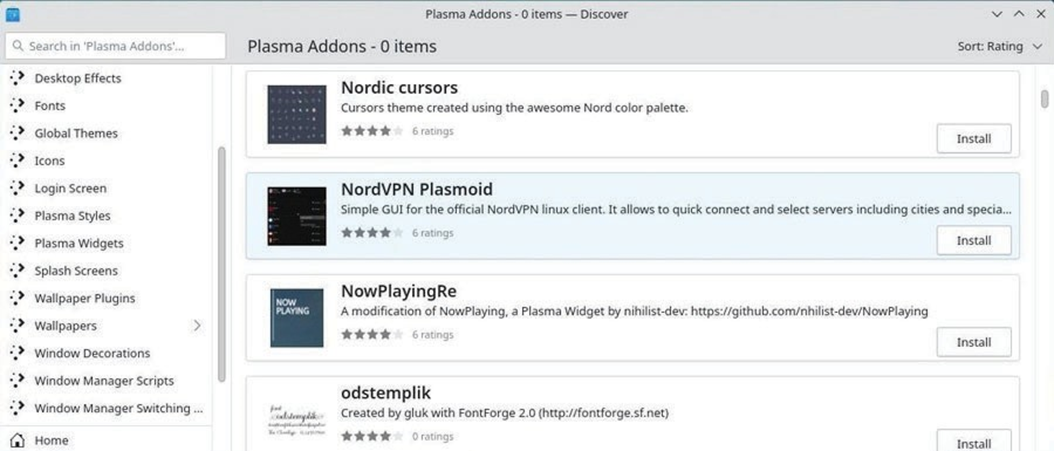 Plasma Addons - 0 items — Discover
Search in 'Plasma Addons'...
Plasma Addons - 0 items
Sort: Rating
Desktop Effects
Fonts
Global Themes
Icons
Login Screen
Plasma Styles
Plasma Widgets
Splash Screens
Wallpaper Plugins
Wallpapers
Window Decorations
Window Manager Scripts
Window Manager Switching ...
Home
Nordic cursors
Cursors theme created using the awesome Nord color palette.
6 ratings
Install
NordVPN Plasmoid
Simple GUI for the official NordVPN linux client. It allows to quick connect and select servers including cities and specia...
6 ratings
Install
NOW
PLAYING
NowPlayingRe
A modification of NowPlaying, a Plasma Widget by nihilist-dev: https://github.com/nhilist-dev/NowPlaying
6 ratings
Install
font
odstemplik
odstemplik
Created by gluk with FontForge 2.0 (http://fontforge.sf.net)
0 ratings
Install